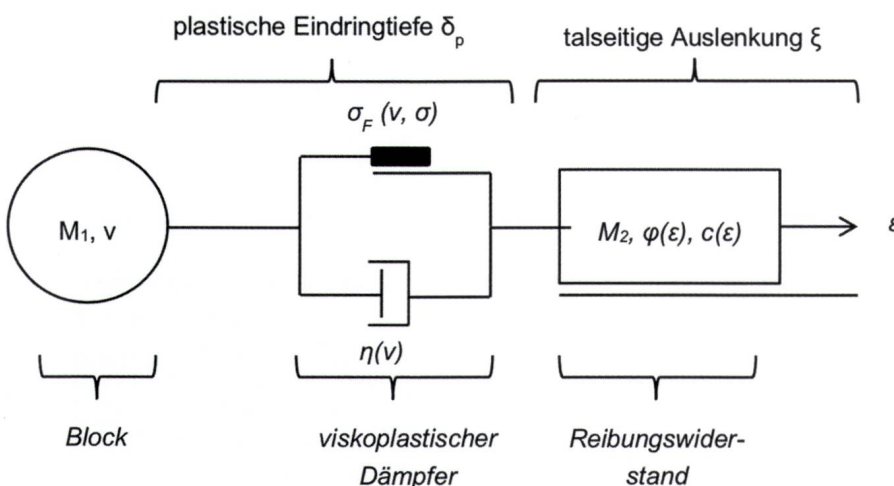 plastische Eindringtiefe δp
talseitige Auslenkung ξ
σF (v, σ)
M1, v
M2, φ(ε), c(ε)
ε
η(v)
Block
viskoplastischer
Dämpfer
Reibungswider-
stand